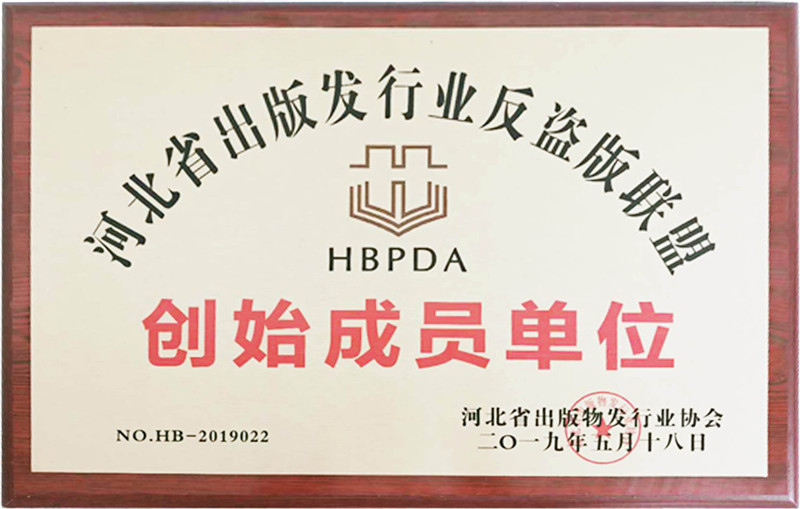 河北省出版发行业反盗版联盟
HBPDA
创始成员单位
NO.HB-2019022
河北省出版物发行业协会
二〇一九年五月十八日